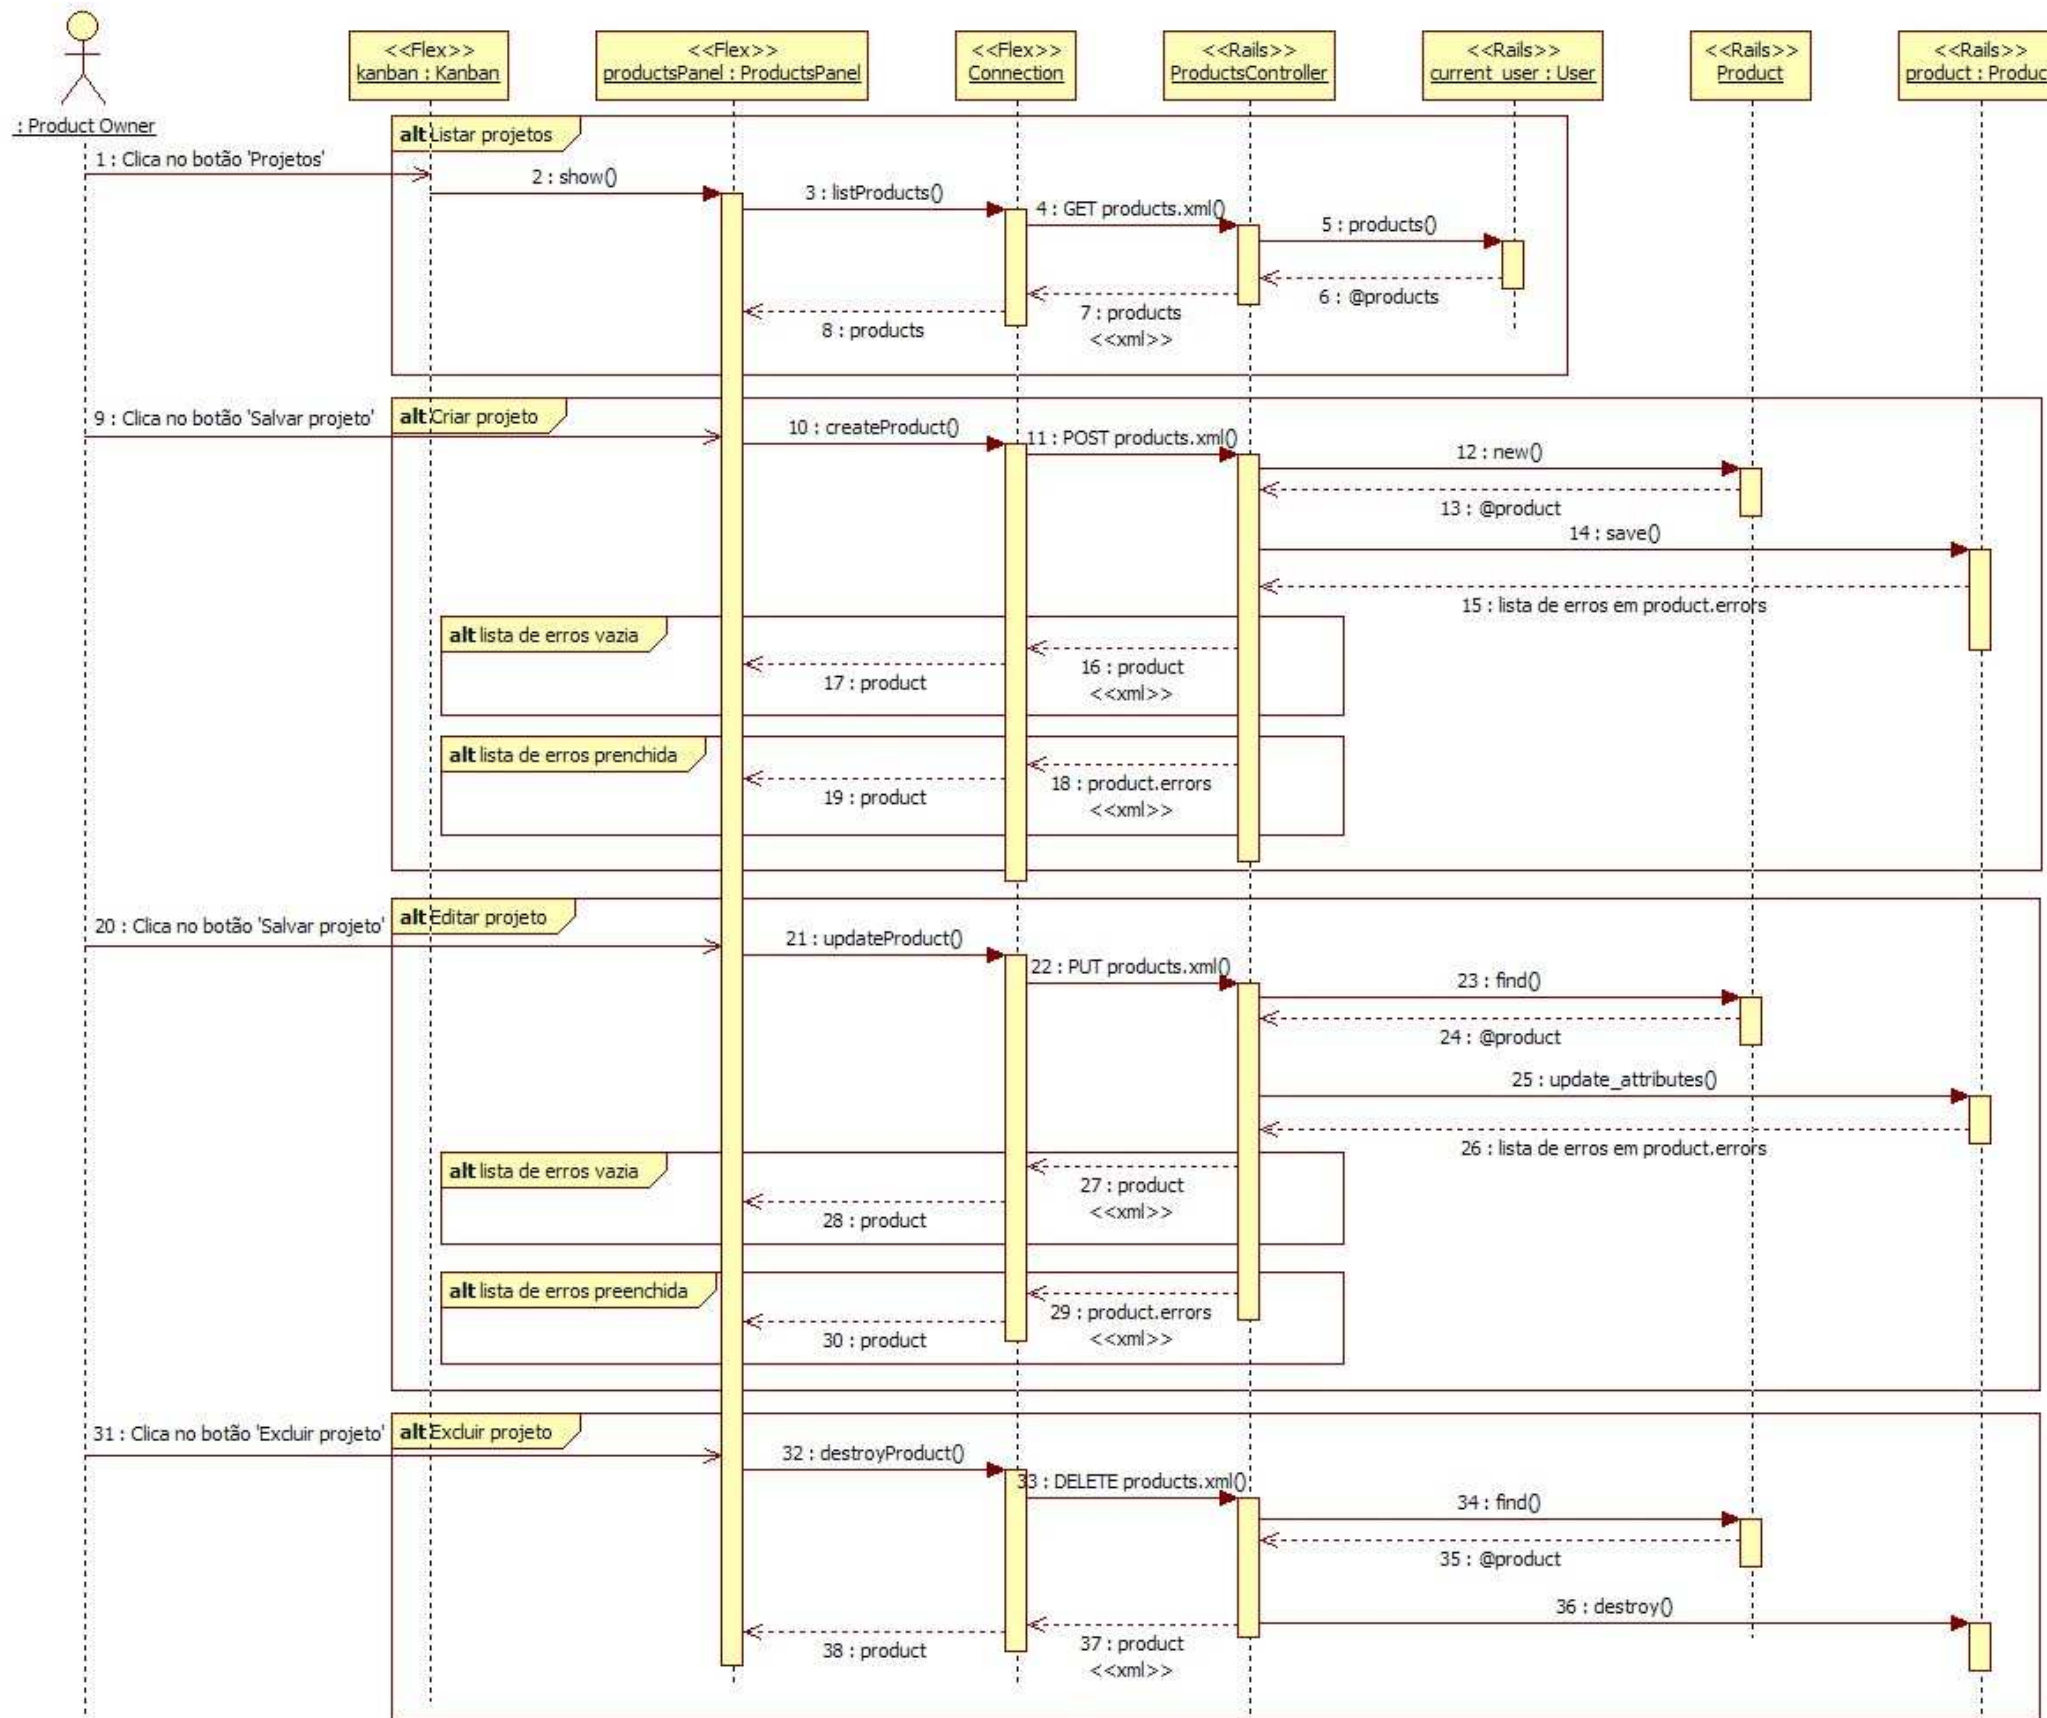 <<Flex>>
kanban : Kanban
<<Flex>>
productsPanel : ProductsPanel
<<Flex>>
Connection
<<Rails>>
ProductsController
<<Rails>>
current_user : User
<<Rails>>
Product
<<Rails>>
product : Produc
: Product Owner
alt Listar projetos
1 : Clica no botão 'Projetos'
2 : show()
3 : listProducts()
4 : GET products.xml()
5 : products()
6 : @products
7 : products
<<xml>>
8 : products
alt Criar projeto
9 : Clica no botão 'Salvar projeto'
10 : createProduct()
11 : POST products.xml()
12 : new()
13 : @product
14 : save()
15 : lista de erros em product.errors
alt lista de erros vazia
16 : product
<<xml>>
17 : product
alt lista de erros prenchida
18 : product.errors
<<xml>>
19 : product
alt Editar projeto
20 : Clica no botão 'Salvar projeto'
21 : updateProduct()
22 : PUT products.xml()
23 : find()
24 : @product
25 : update_attributes()
26 : lista de erros em product.errors
alt lista de erros vazia
27 : product
<<xml>>
28 : product
alt lista de erros preenchida
29 : product.errors
<<xml>>
30 : product
alt Excluir projeto
31 : Clica no botão 'Excluir projeto'
32 : destroyProduct()
33 : DELETE products.xml()
34 : find()
35 : @product
36 : destroy()
37 : product
<<xml>>
38 : product